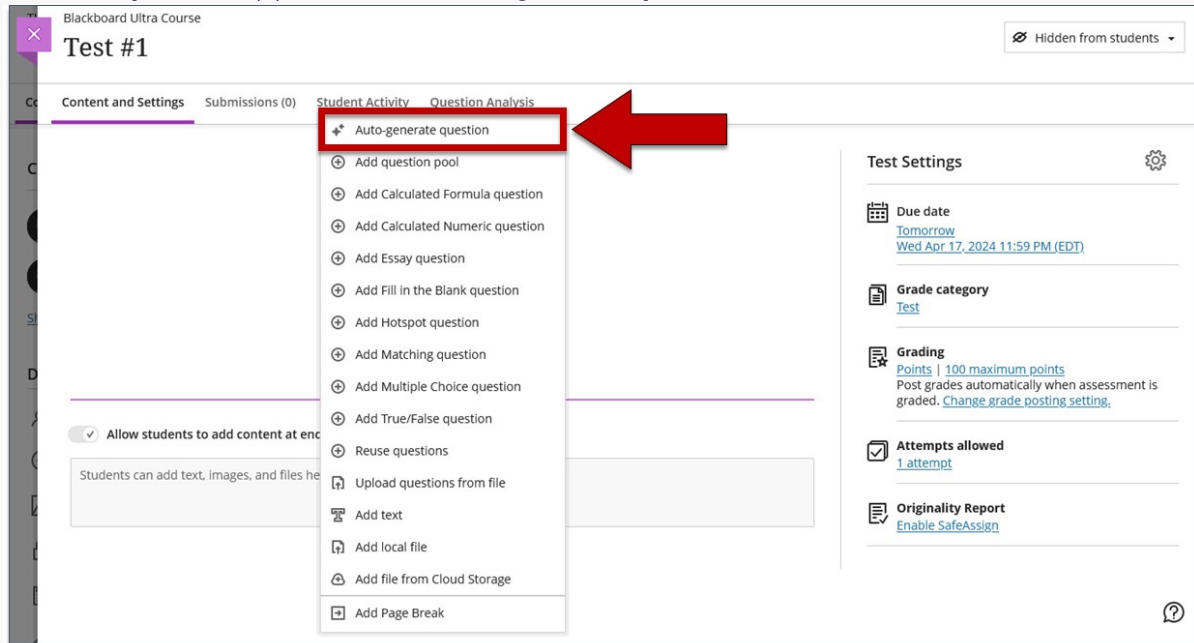 Blackboard Ultra Course
Test #1
Hidden from students
Content and Settings Submissions (0) Student Activity Question Analysis
Auto-generate question
Add question pool
Add Calculated Formula question
Add Calculated Numeric question
Add Essay question
Add Fill in the Blank question
Add Hotspot question
Add Matching question
Add Multiple Choice question
Add True/False question
Reuse questions
Upload questions from file
Add text
Add local file
Add file from Cloud Storage
Add Page Break
Allow students to add content at
Students can add text, images, and files
Test Settings
Due date
Tomorrow
Wed Apr 17, 2024 11:59 PM (EDT)
Grade category
Test
Grading
Points | 100 maximum points
Post grades automatically when assessment is
graded. Change grade posting setting.
Attempts allowed
1 attempt
Originality Report
Enable SafeAssign